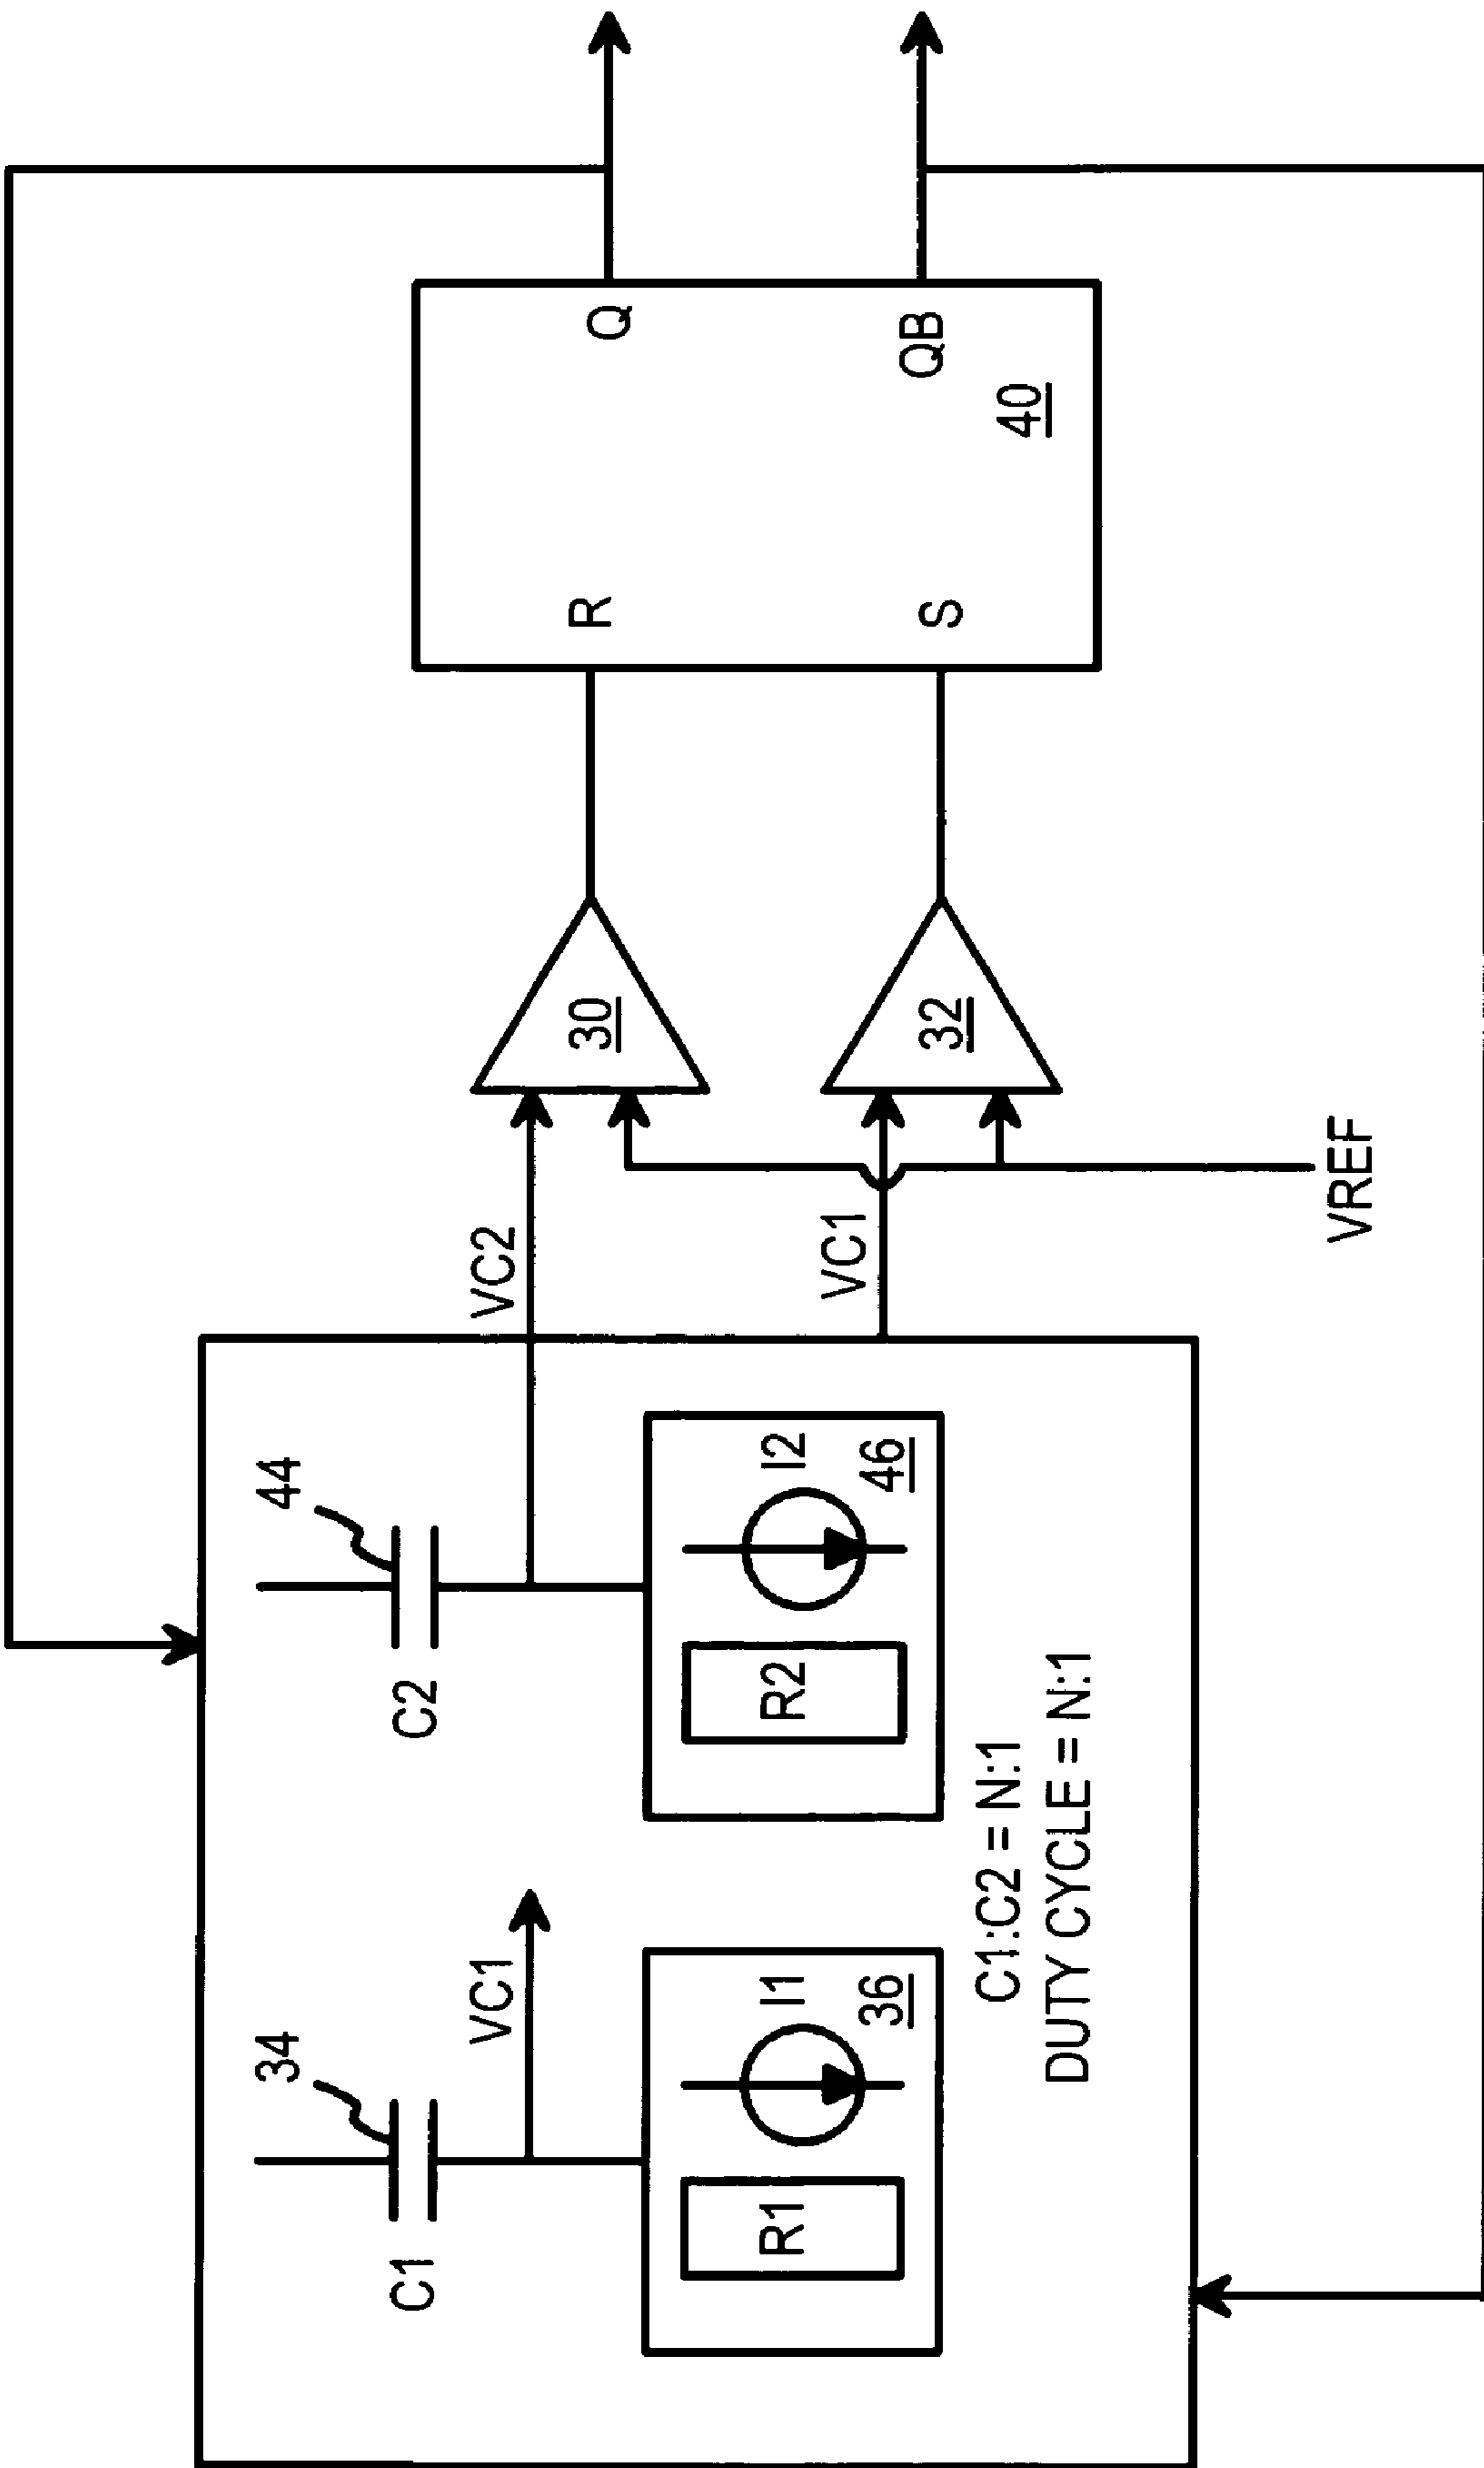 34
44
C1
C2
VC1
VC2
R1
I1
36
R2
I2
46
VC1
C1:C2 = N:1
DUTY CYCLE = N:1
VREF
30
32
R
S
Q
QB
40